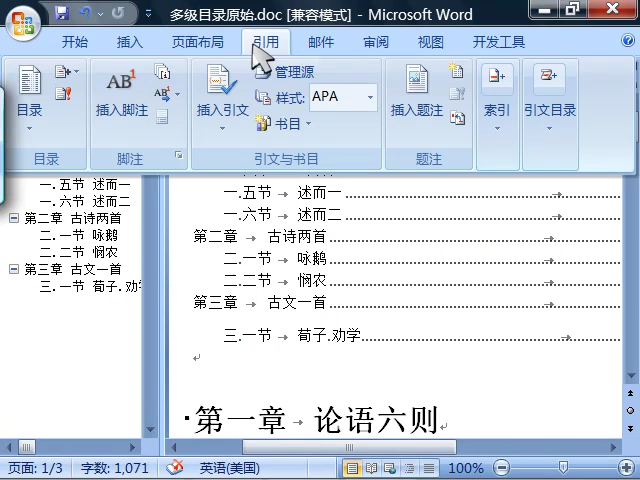 多级目录原始.doc [兼容模式] - Microsoft Word
开始 插入 页面布局 引用 邮件 审阅 视图 开发工具
目录 AB¹ 插入脚注 AB 插入引文 管理源 样式: APA 书目 插入题注 索引 引文目录
目录 脚注 引文与书目 题注
一.五节 述而一
一.六节 述而二
第二章 古诗两首
二.一节 咏鹅
二.二节 悯农
第三章 古文一首
三.一节 荀子.劝
一.五节 → 述而一
一.六节 → 述而二
第二章 → 古诗两首
二.一节 → 咏鹅
二.二节 → 悯农
第三章 → 古文一首
三.一节 → 荀子.劝学
第一章 → 论语六则
页面: 1/3 字数: 1,071 英语(美国) 100%